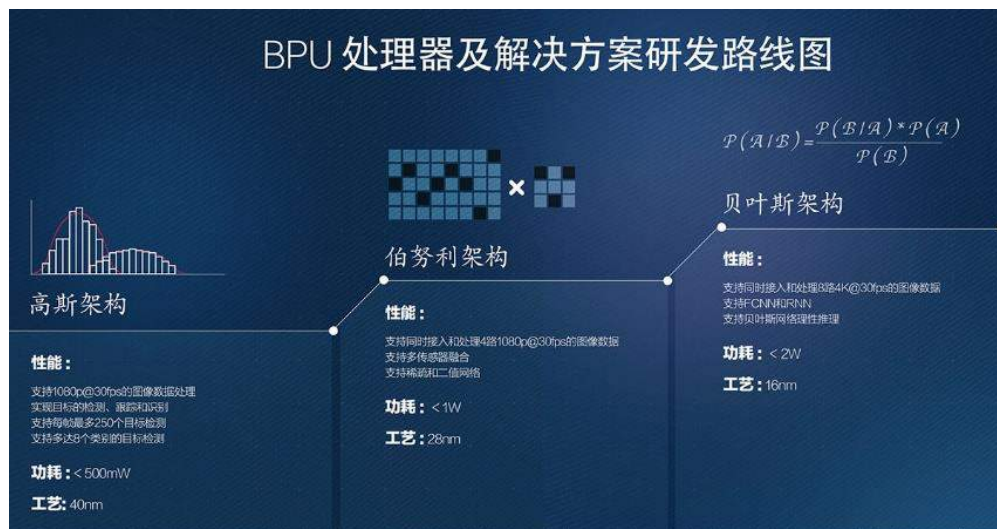 BPU 处理器及解决方案研发路线图
高斯架构
性能：
支持1080p@30fps的图像数据处理
实现目标的检测、跟踪和识别
支持每帧最多250个目标检测
支持多达8个类别的目标检测
功耗：< 500mW
工艺: 40nm
伯努利架构
性能：
支持同时接入和处理4路1080p@30fps的图像数据
支持多传感器融合
支持稀疏和二值网络
功耗：< 1W
工艺：28nm
P(A/B)=P(B/A)*P(A)
P(B)
贝叶斯架构
性能：
支持同时接入和处理8路4K@30fps的图像数据
支持FCNN和RNN
支持贝叶斯网络理性推理
功耗：< 2W
工艺：16nm